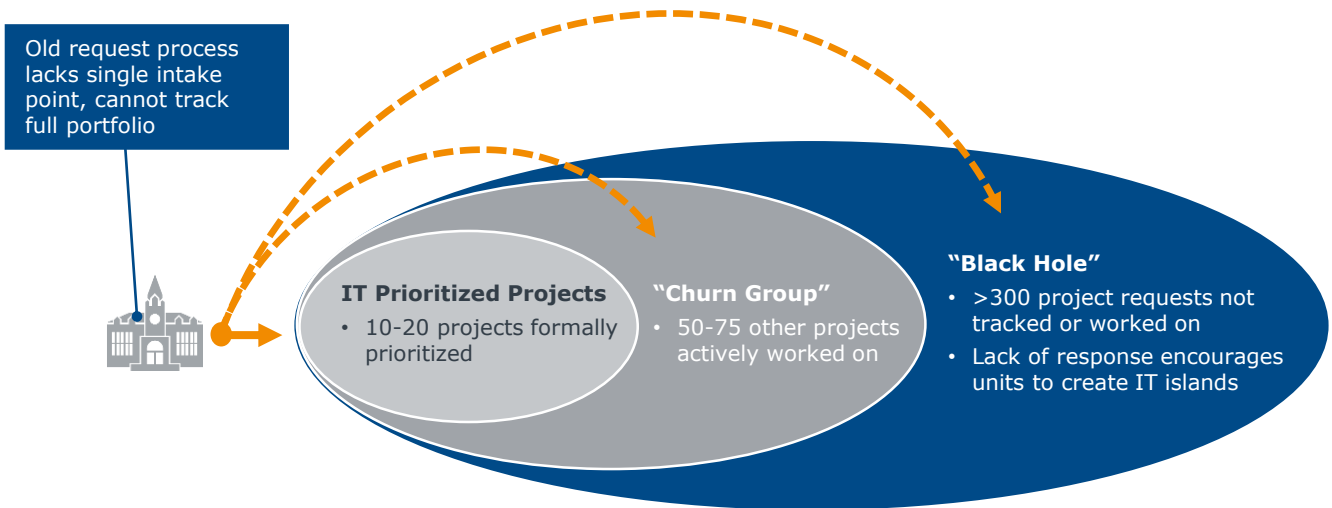 Old request process
lacks single intake
point, cannot track
full portfolio
IT Prioritized Projects
• 10-20 projects formally
prioritized
“Churn Group”
• 50-75 other projects
actively worked on
“Black Hole”
• >300 project requests not
tracked or worked on
• Lack of response encourages
units to create IT islands